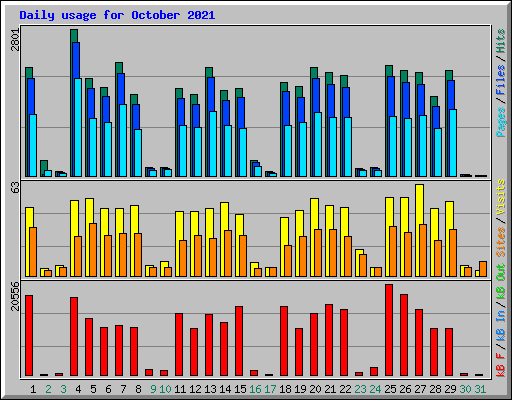 Daily usage for October 2021
2801
Pages / Files / Hits
63
Sites / Visits
20556
kB F / kB In / kB Out
1 2 3 4 5 6 7 8 9 10 11 12 13 14 15 16 17 18 19 20 21 22 23 24 25 26 27 28 29 30 31